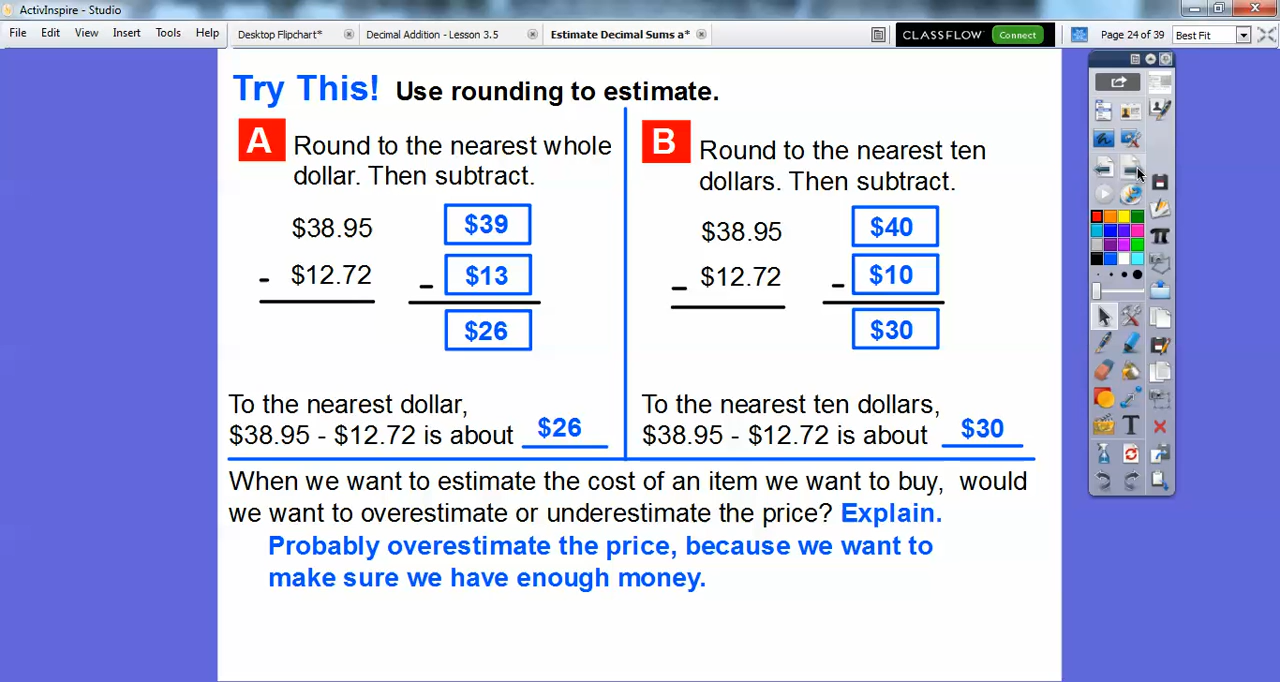 ActivInspire - Studio
File Edit View Insert Tools Help
Desktop Flipchart*
Decimal Addition - Lesson 3.5
Estimate Decimal Sums a*
CLASSFLOW Connect
Page 24 of 39
Best Fit
Try This! Use rounding to estimate.
A
Round to the nearest whole
dollar. Then subtract.
$38.95 $39
- $12.72 - $13
$26
To the nearest dollar,
$38.95 - $12.72 is about $26
B
Round to the nearest ten
dollars. Then subtract.
$38.95 $40
- $12.72 - $10
$30
To the nearest ten dollars,
$38.95 - $12.72 is about $30
When we want to estimate the cost of an item we want to buy, would
we want to overestimate or underestimate the price? Explain.
Probably overestimate the price, because we want to
make sure we have enough money.